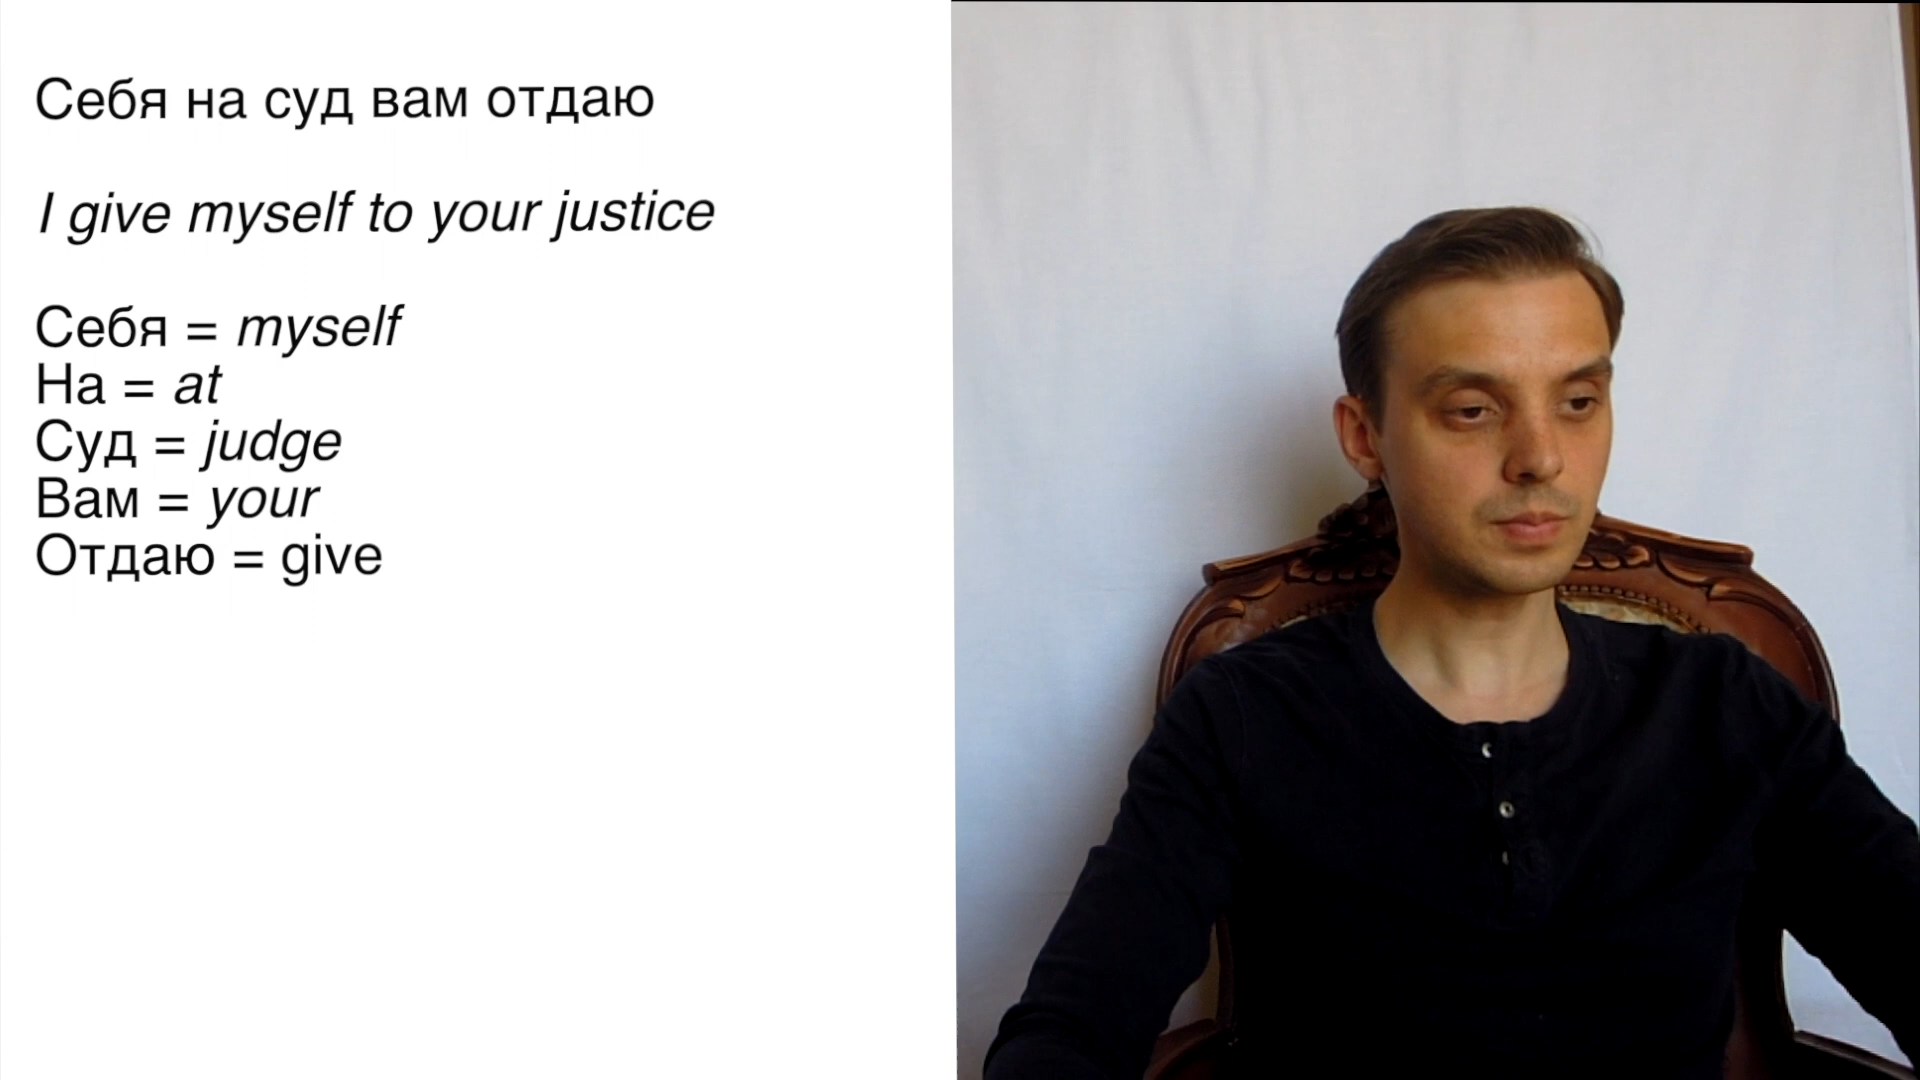 Себя на суд вам отдаю
I give myself to your justice
Себя = myself
На = at
Суд = judge
Вам = your
Отдаю = give